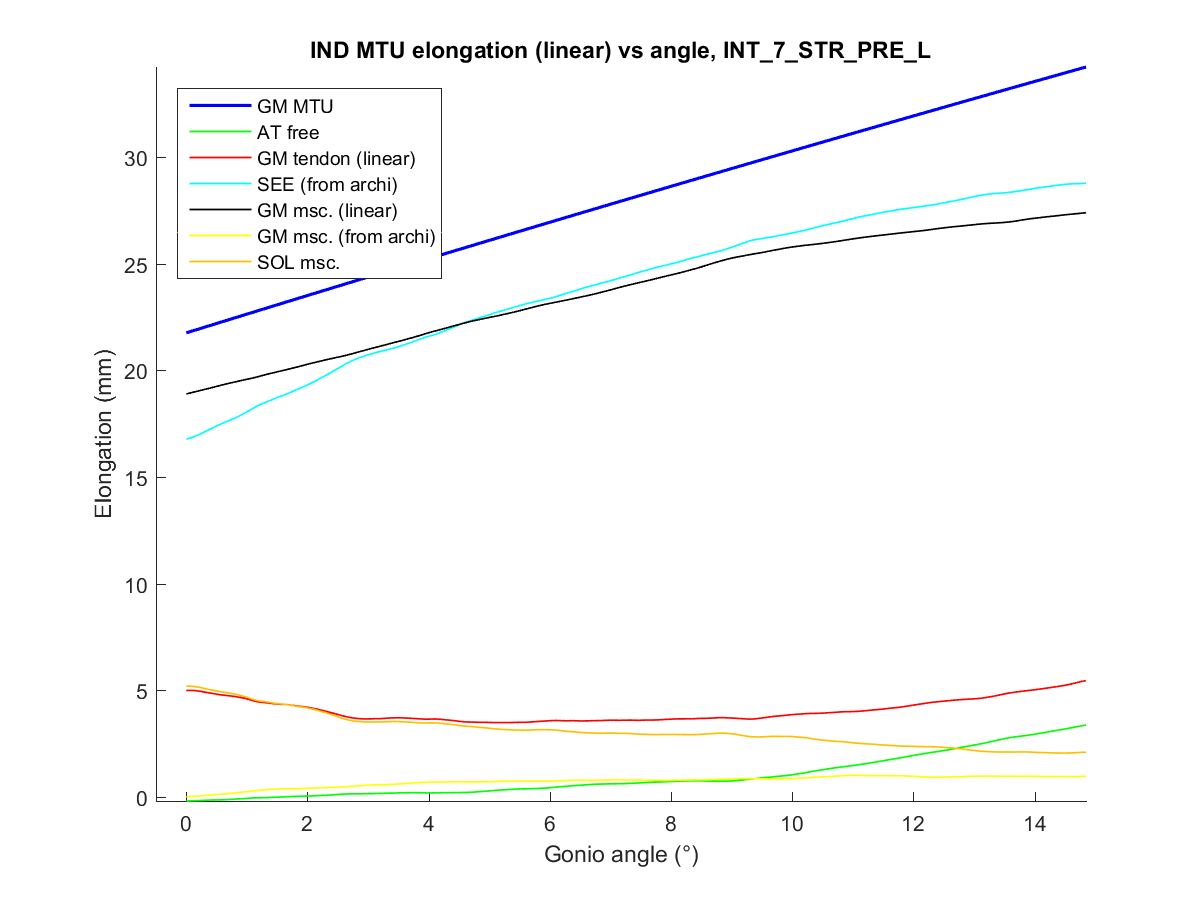 IND MTU elongation (linear) vs angle, INT_7_STR_PRE_L
GM MTU
AT free
GM tendon (linear)
SEE (from archi)
GM msc. (linear)
GM msc. (from archi)
SOL msc.
30
25
20
15
10
5
0
Elongation (mm)
0 2 4 6 8 10 12 14
Gonio angle (°)